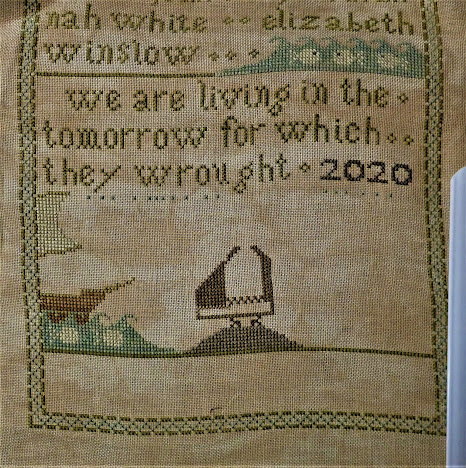 nah white elizabeth
winslow
we are living in the
tomorrow for which
they wrought 2020